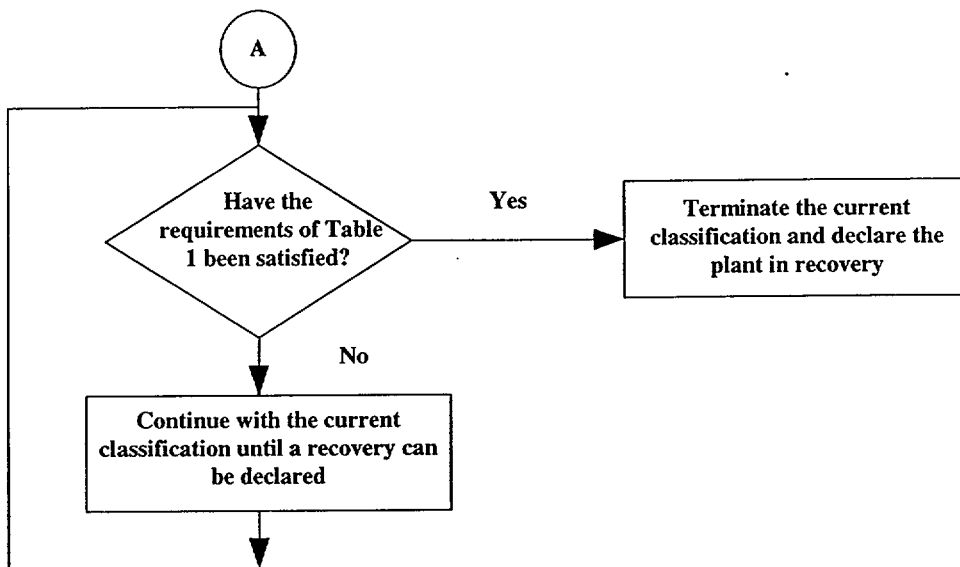 A
Have the
requirements of Table
1 been satisfied?
Yes
Terminate the current
classification and declare the
plant in recovery
No
Continue with the current
classification until a recovery can
be declared